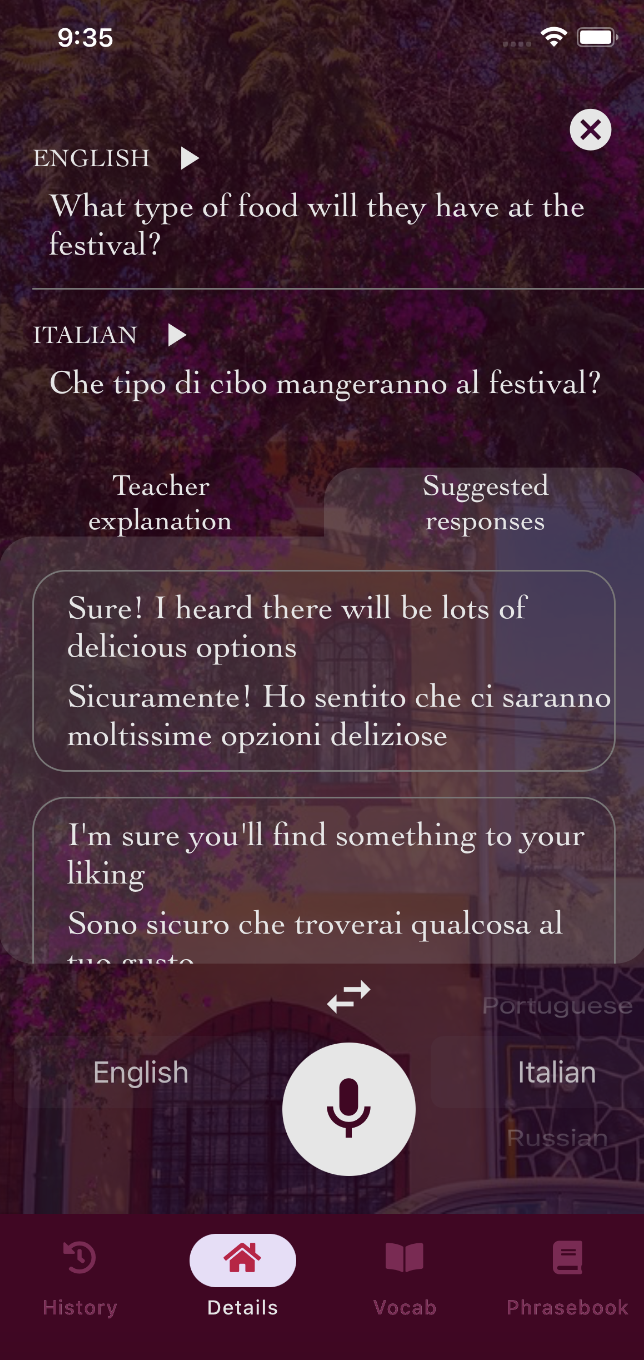 9:35
ENGLISH
What type of food will they have at the
festival?
ITALIAN
Che tipo di cibo mangeranno al festival?
Teacher
explanation
Suggested
responses
Sure! I heard there will be lots of
delicious options
Sicuramente! Ho sentito che ci saranno
moltissime opzioni deliziose
I'm sure you'll find something to your
liking
Sono sicuro che troverai qualcosa al
tuo gusto
Portuguese
English
Italian
Russian
History
Details
Vocab
Phrasebook